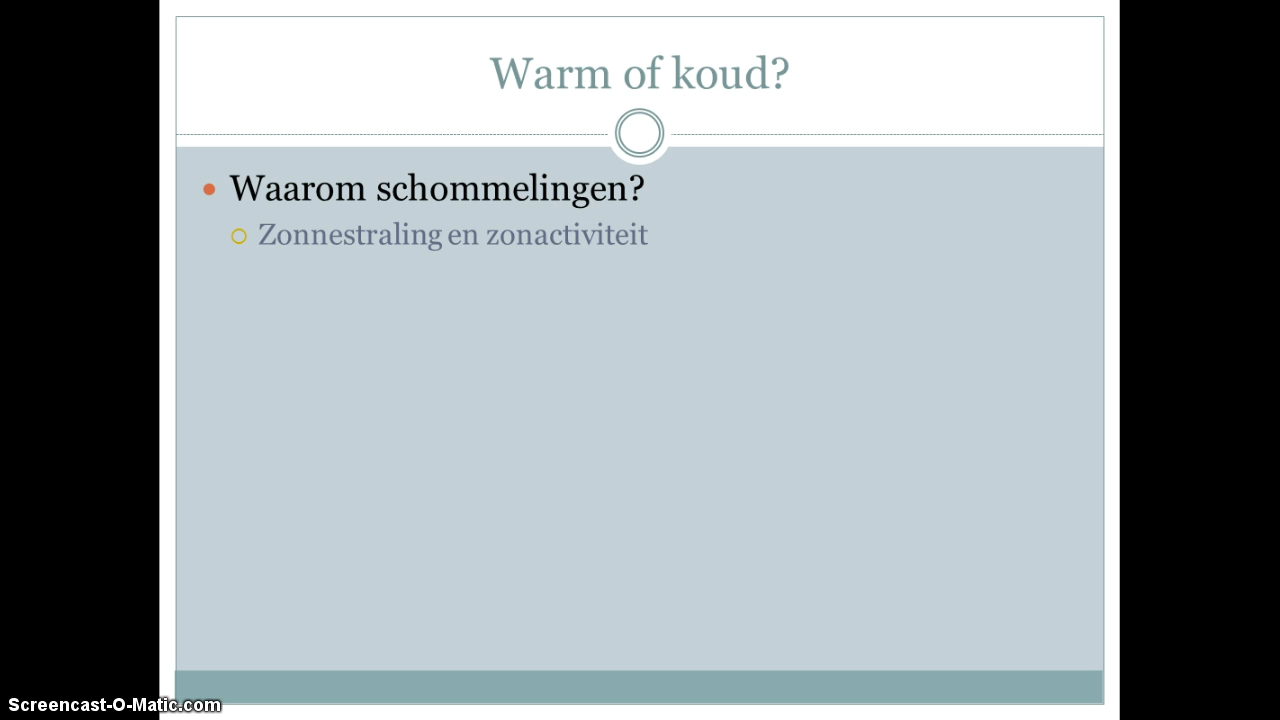 Warm of koud?
Waarom schommelingen?
Zonnestraling en zonactiviteit
Screencast-O-Matic.com